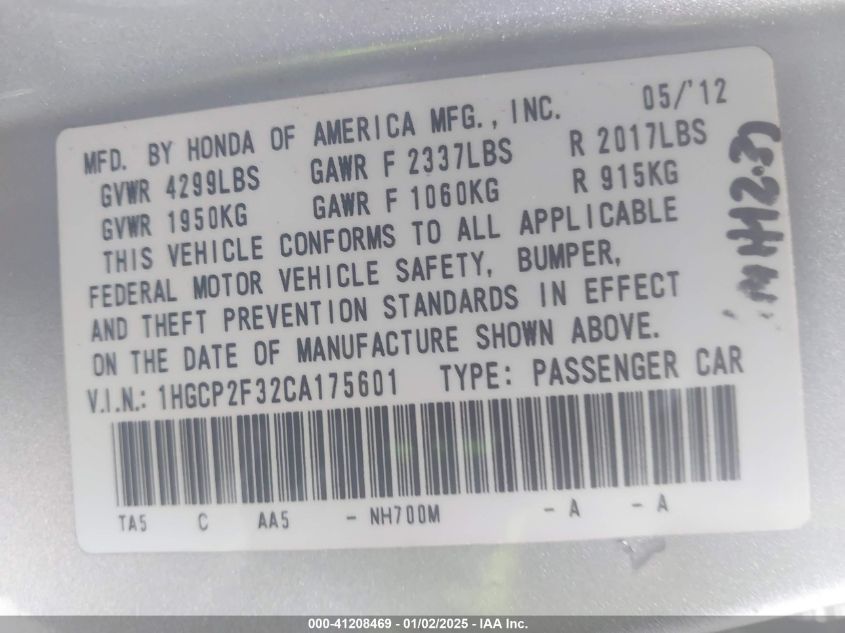 MFD. BY HONDA OF AMERICA MFG., INC. 05/'12
GVWR 4299LBS GAWR F 2337LBS R 2017LBS
GVWR 1950KG GAWR F 1060KG R 915KG
THIS VEHICLE CONFORMS TO ALL APPLICABLE
FEDERAL MOTOR VEHICLE SAFETY, BUMPER,
AND THEFT PREVENTION STANDARDS IN EFFECT
ON THE DATE OF MANUFACTURE SHOWN ABOVE.
V.I.N.: 1HGCP2F32CA175601 TYPE: PASSENGER CAR
TA5 C AA5 - NH700M - A - A
000-41208469 - 01/02/2025 - IAA Inc.